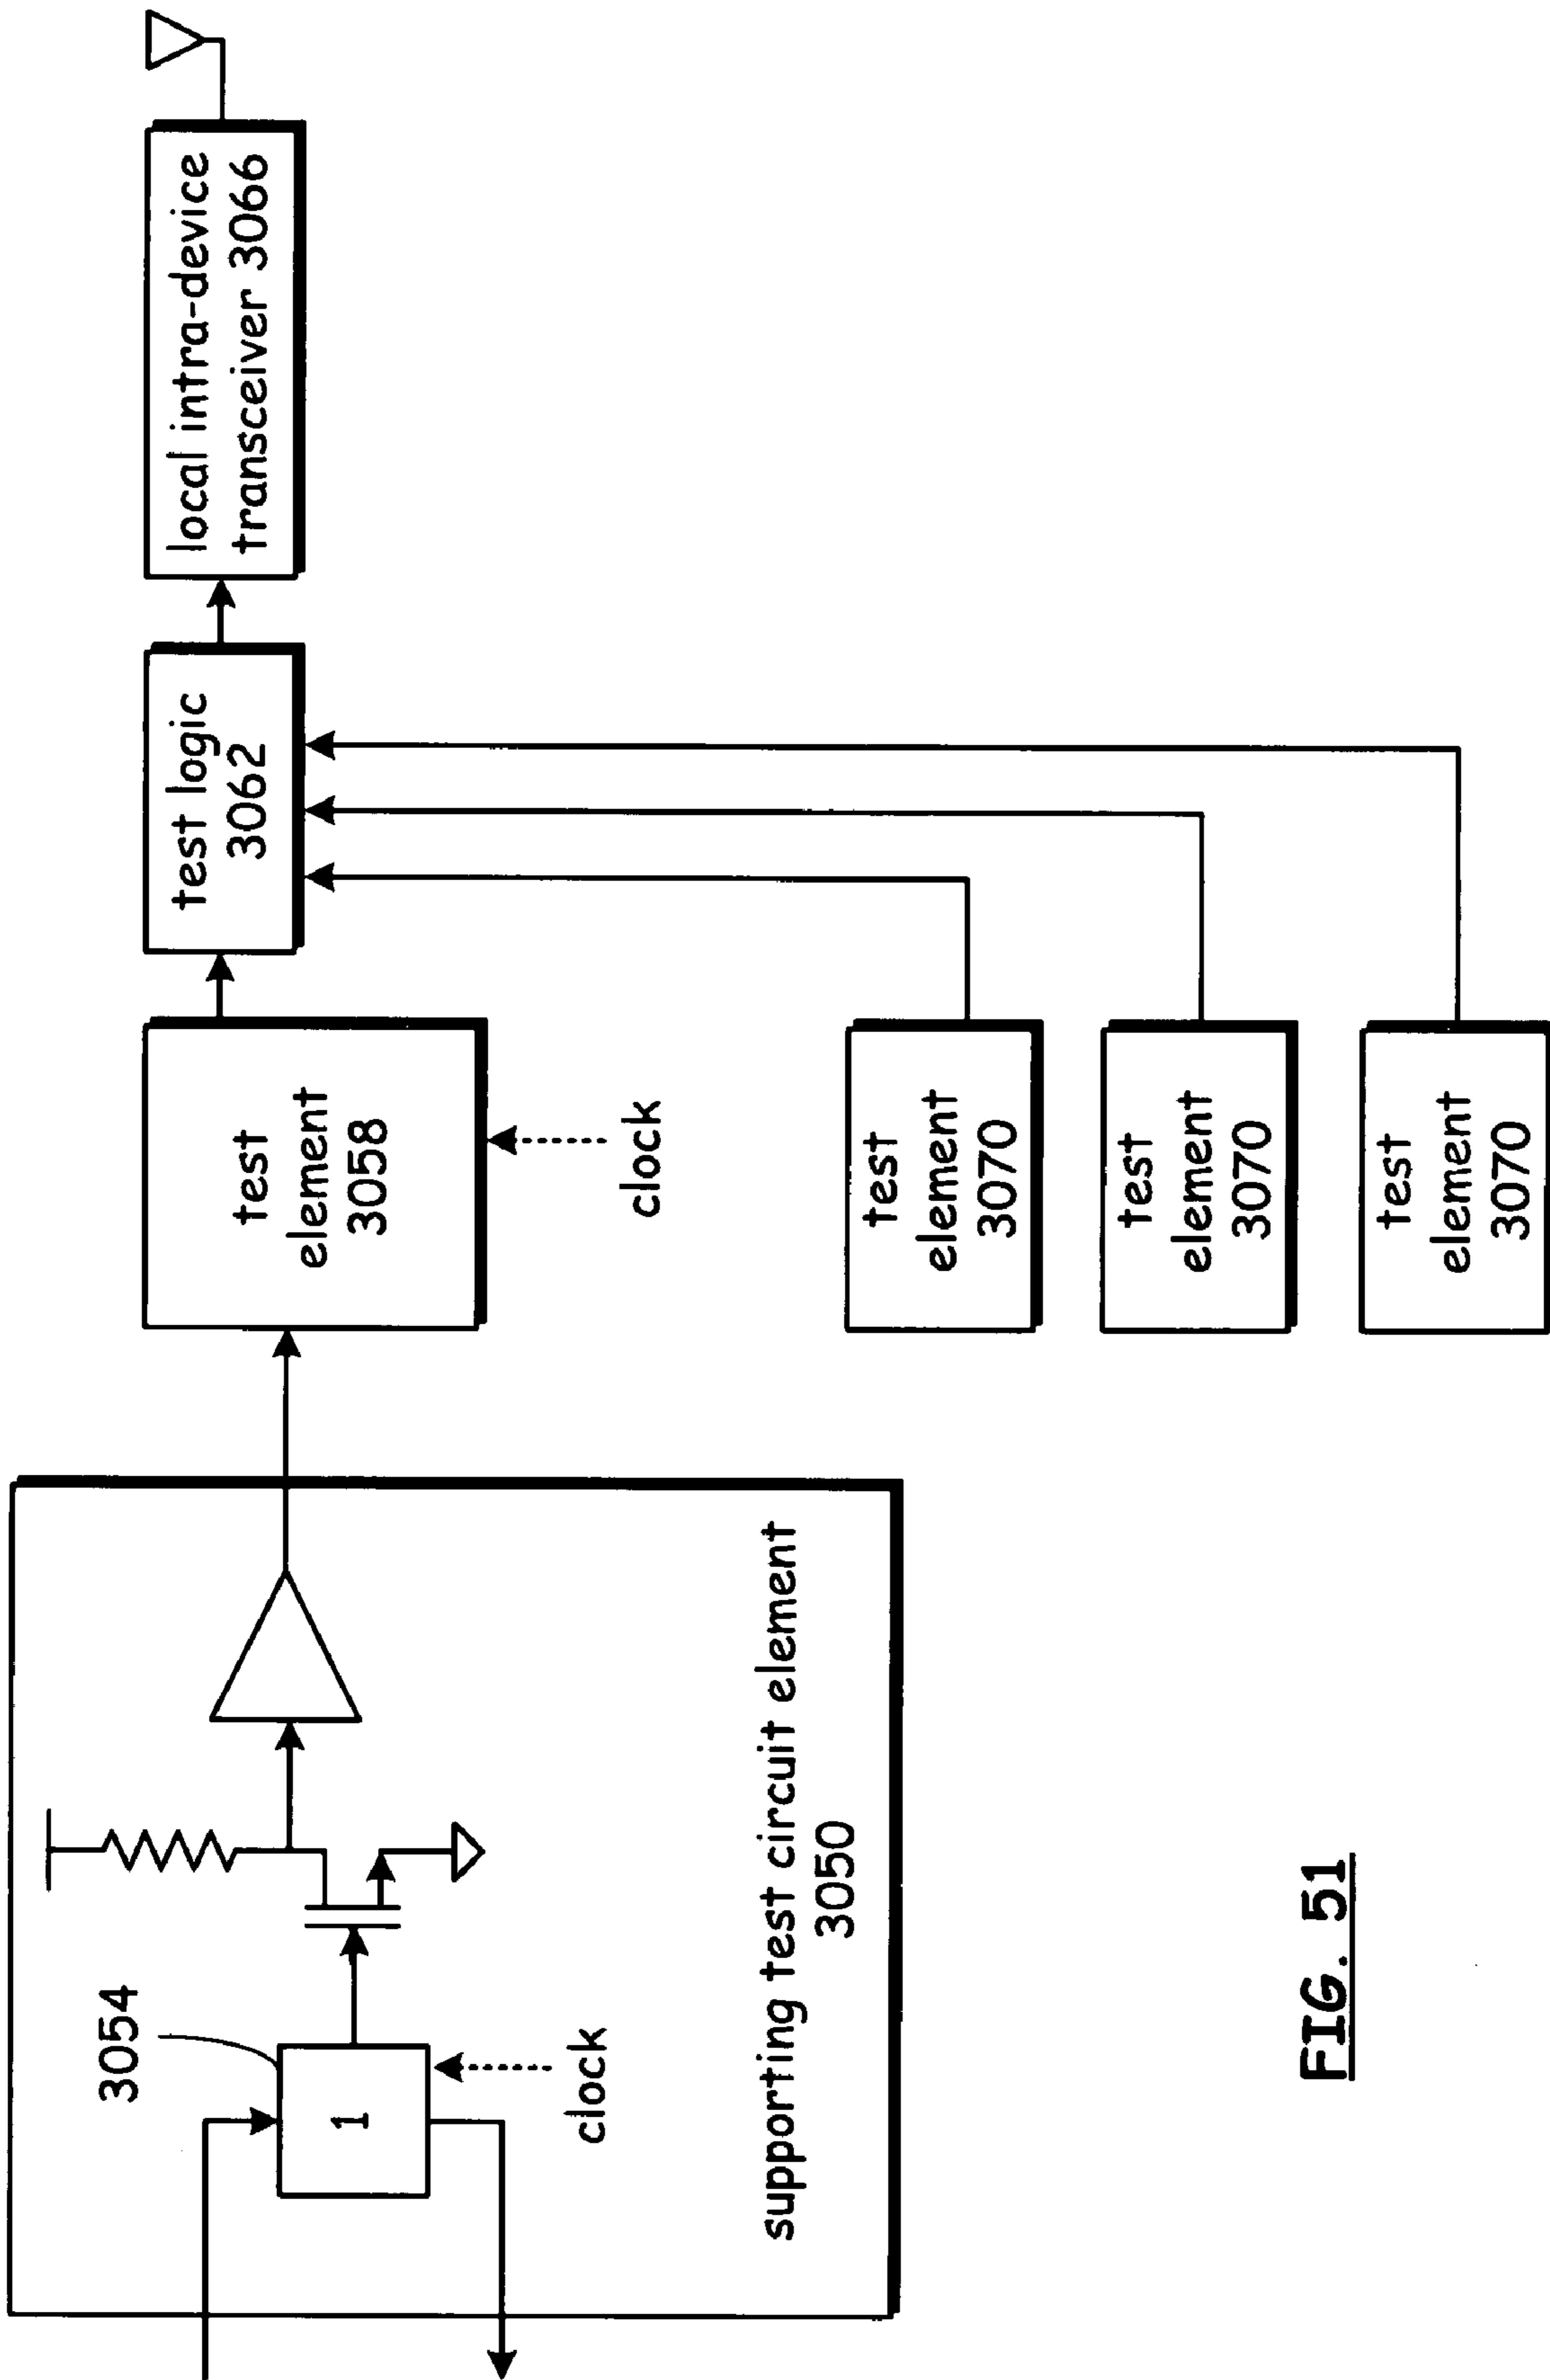 3054
1
clock
supporting test circuit element
3050
test
element
3058
clock
test logic
3062
local intra-device
transceiver 3066
test
element
3070
test
element
3070
test
element
3070
FIG. 51